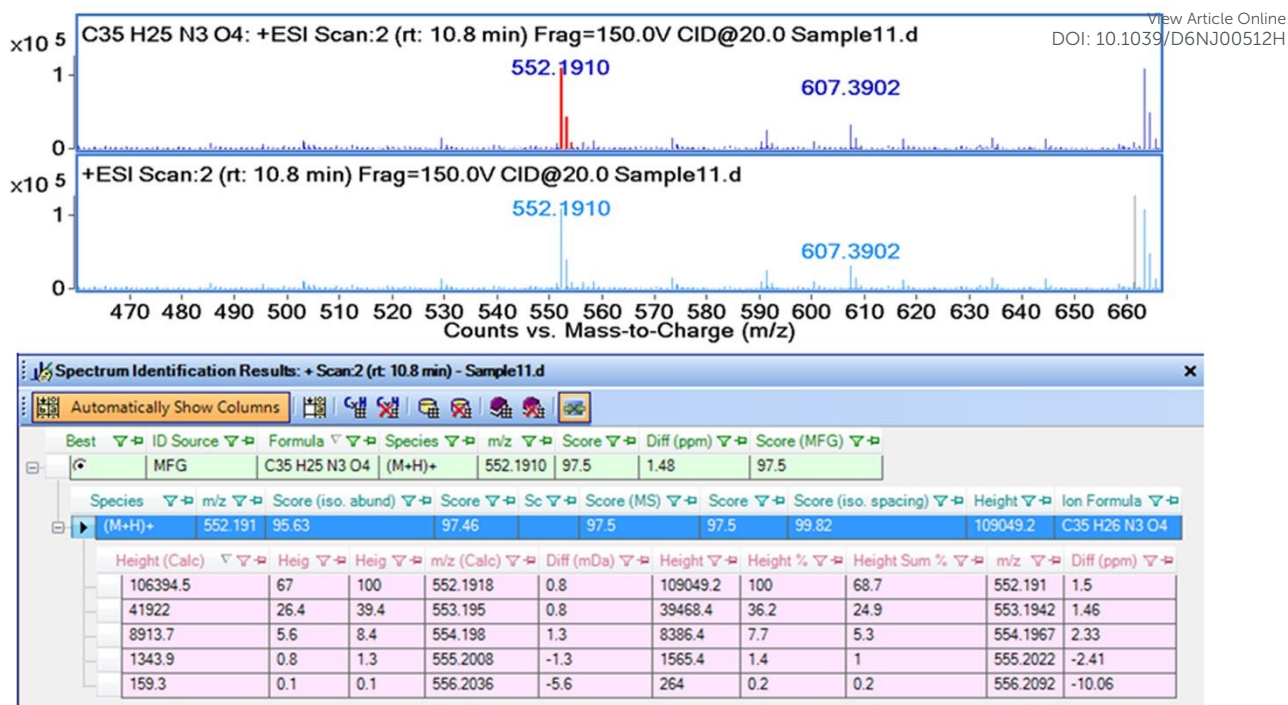 View Article Online
DOI: 10.1039/D6NJ00512H
×10 5
C35 H25 N3 O4: +ESI Scan:2 (rt: 10.8 min) Frag=150.0V CID@20.0 Sample11.d
552.1910
607.3902
1
0
×10 5
+ESI Scan:2 (rt: 10.8 min) Frag=150.0V CID@20.0 Sample11.d
552.1910
607.3902
1
0
470 480 490 500 510 520 530 540 550 560 570 580 590 600 610 620 630 640 650 660
Counts vs. Mass-to-Charge (m/z)
Spectrum Identification Results: + Scan:2 (rt: 10.8 min) - Sample11.d
Automatically Show Columns
Best ID Source Formula Species m/z Score Diff (ppm) Score (MFG)
MFG C35 H25 N3 O4 (M+H)+ 552.1910 97.5 1.48 97.5
Species m/z Score (iso. abund) Score Sc Score (MS) Score Score (iso. spacing) Height Ion Formula
(M+H)+ 552.191 95.63 97.46 97.5 97.5 99.82 109049.2 C35 H26 N3 O4
Height (Calc) Heig Heig m/z (Calc) Diff (mDa) Height Height % Height Sum % m/z Diff (ppm)
106394.5 67 100 552.1918 0.8 109049.2 100 68.7 552.191 1.5
41922 26.4 39.4 553.195 0.8 39468.4 36.2 24.9 553.1942 1.46
8913.7 5.6 8.4 554.198 1.3 8386.4 7.7 5.3 554.1967 2.33
1343.9 0.8 1.3 555.2008 -1.3 1565.4 1.4 1 555.2022 -2.41
159.3 0.1 0.1 556.2036 -5.6 264 0.2 0.2 556.2092 -10.06